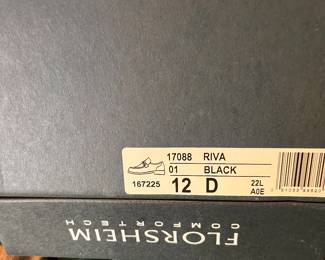 17088 RIVA
01 BLACK
167225 12 D 22L
A0E
FLORSHEIM
COMFORTECH